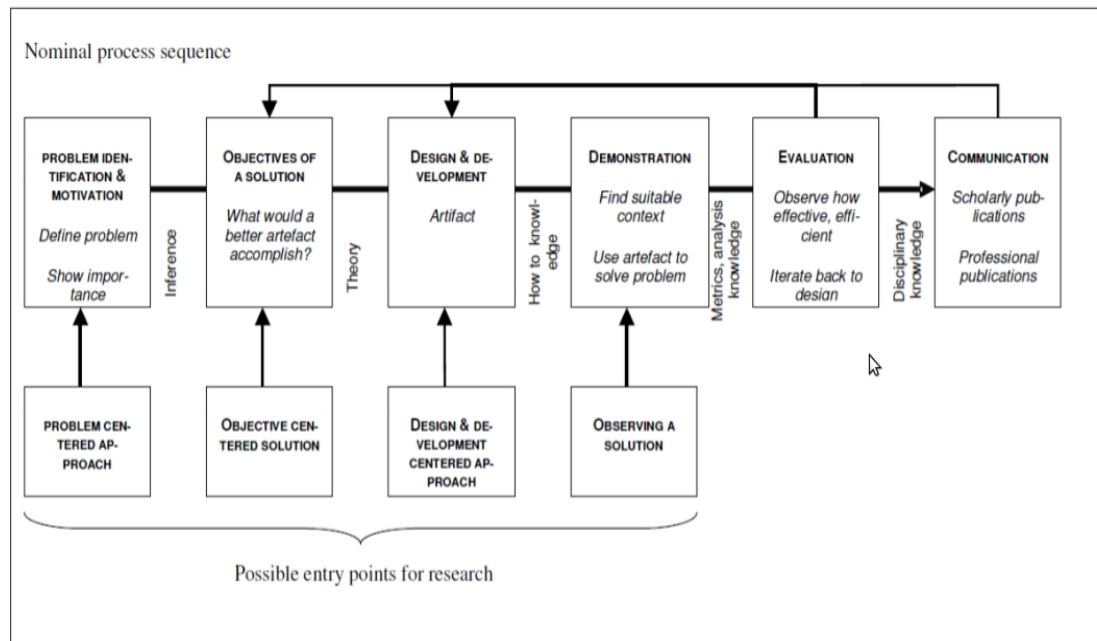 Nominal process sequence
PROBLEM IDEN-
TIFICATION &
MOTIVATION
Define problem
Show impor-
tance
Inference
OBJECTIVES OF
A SOLUTION
What would a
better artefact
accomplish?
Theory
DESIGN & DE-
VELOPMENT
Artifact
How to knowl-
edge
DEMONSTRATION
Find suitable
context
Use artefact to
solve problem
Metrics, analysis
knowledge
EVALUATION
Observe how
effective, effi-
cient
Iterate back to
design
Disciplinary
knowledge
COMMUNICATION
Scholarly pub-
lications
Professional
publications
PROBLEM CEN-
TERED AP-
PROACH
OBJECTIVE CEN-
TERED SOLUTION
DESIGN & DE-
VELOPMENT
CENTERED AP-
PROACH
OBSERVING A
SOLUTION
Possible entry points for research